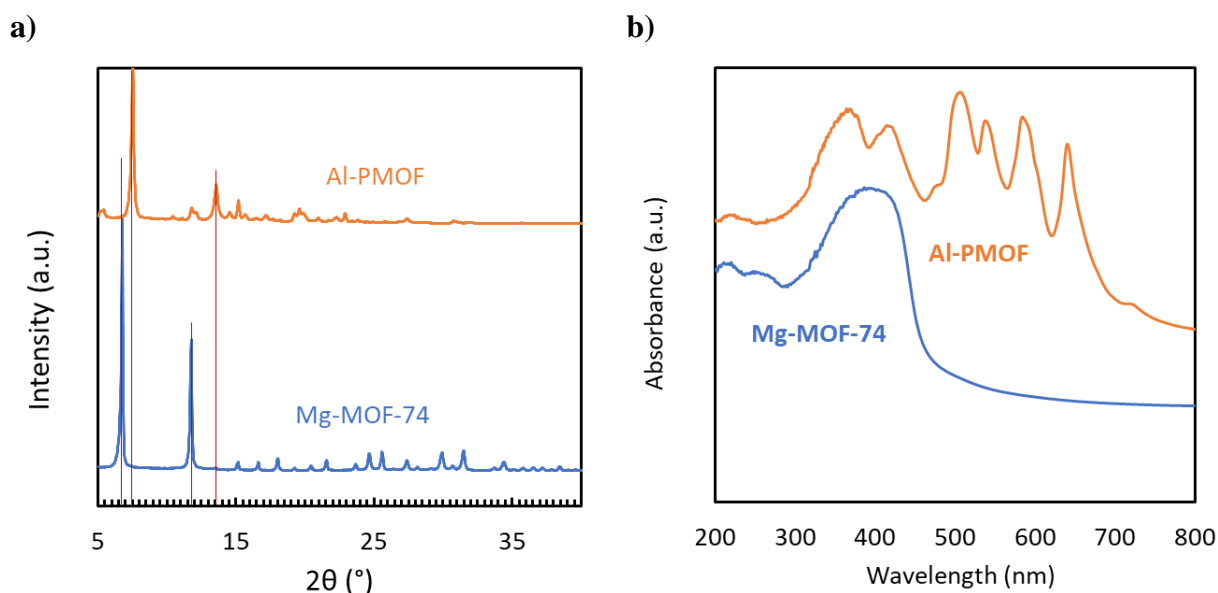 a)
Intensity (a.u.)
Al-PMOF
Mg-MOF-74
5 15 25 35
2θ (°)
b)
Absorbance (a.u.)
Al-PMOF
Mg-MOF-74
200 300 400 500 600 700 800
Wavelength (nm)